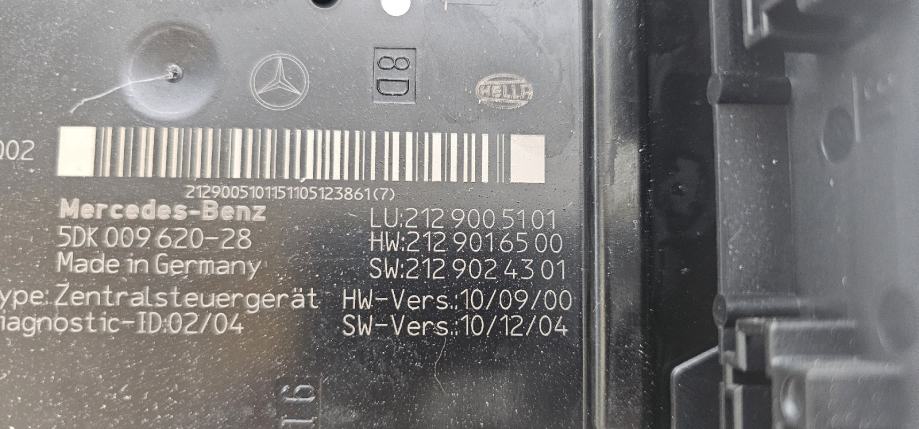 8D
HELLA
002
2129005101151105123861(7)
Mercedes-Benz
LU:212 900 51 01
5DK 009 620-28
HW:212 901 65 00
Made in Germany
SW:212 902 43 01
ype: Zentralsteuergerät
HW-Vers.:10/09/00
iagnostic-ID:02/04
SW-Vers.:10/12/04
16